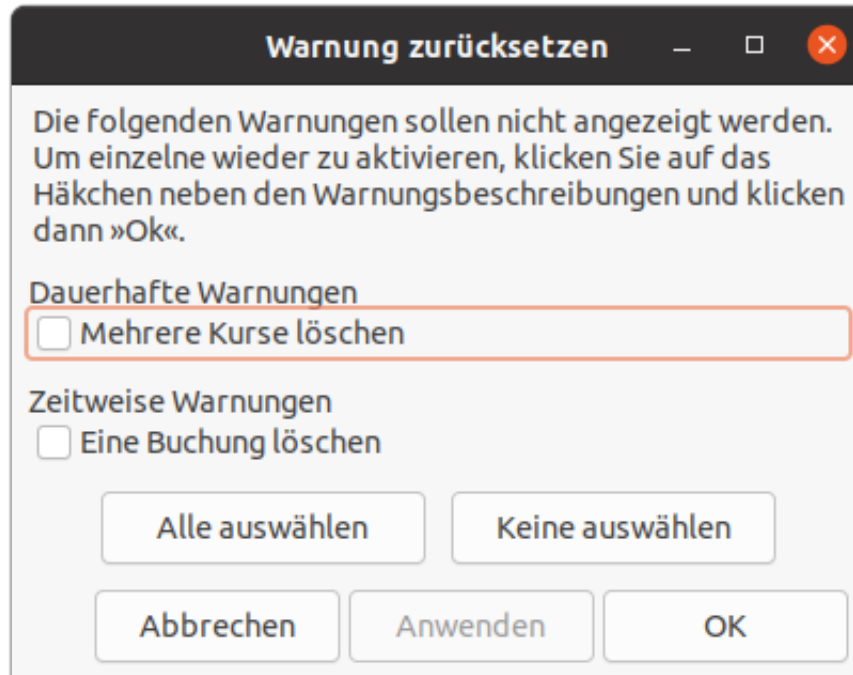 Warnung zurücksetzen
Die folgenden Warnungen sollen nicht angezeigt werden.
Um einzelne wieder zu aktivieren, klicken Sie auf das
Häkchen neben den Warnungsbeschreibungen und klicken
dann »Ok«.
Dauerhafte Warnungen
Mehrere Kurse löschen
Zeitweise Warnungen
Eine Buchung löschen
Alle auswählen Keine auswählen
Abbrechen Anwenden OK